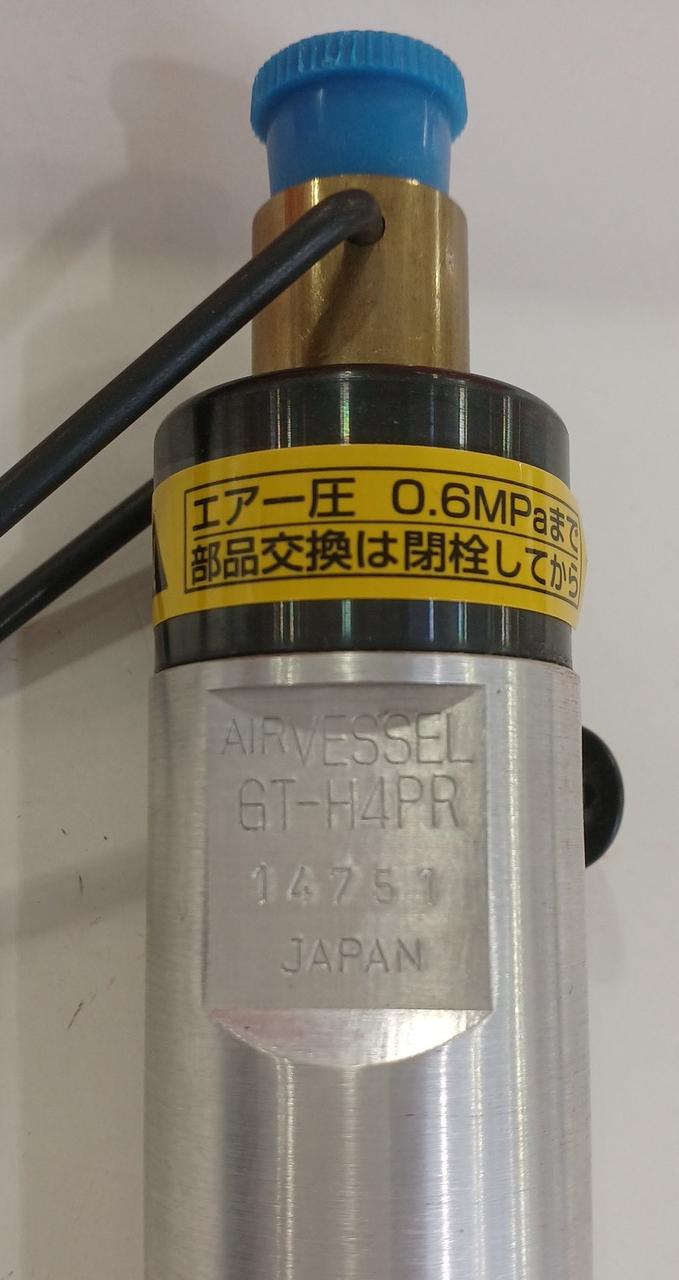 エアー圧 0.6MPaまで
部品交換は閉栓してから
AIRVESSEL
GT-H4PR
14751
JAPAN